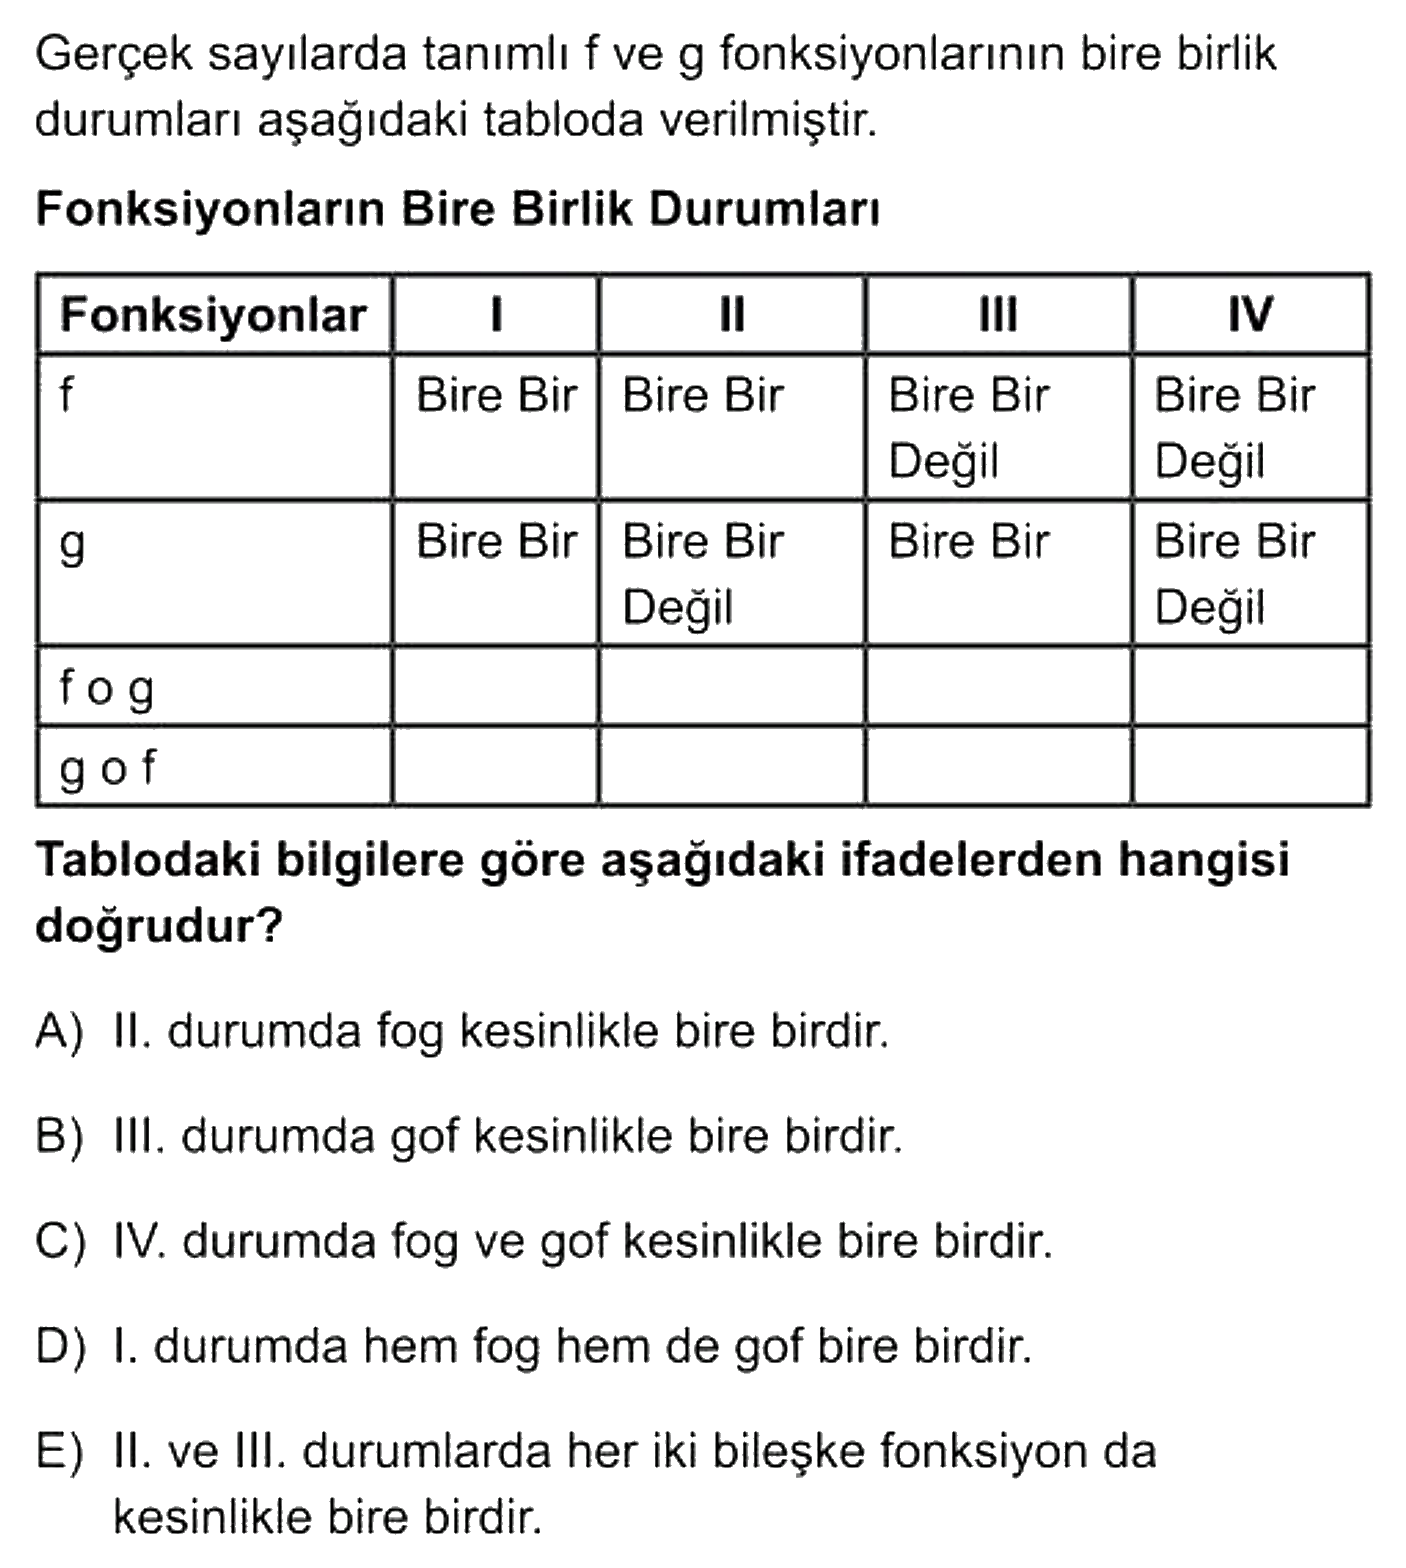 Gerçek sayılarda tanımlı f ve g fonksiyonlarının bire birlik
durumları aşağıdaki tabloda verilmiştir.
Fonksiyonların Bire Birlik Durumları
Fonksiyonlar I II III IV
f Bire Bir Bire Bir Bire Bir Değil Bire Bir Değil
g Bire Bir Bire Bir Değil Bire Bir Bire Bir Değil
f o g
g o f
Tablodaki bilgilere göre aşağıdaki ifadelerden hangisi
doğrudur?
A) II. durumda fog kesinlikle bire birdir.
B) III. durumda gof kesinlikle bire birdir.
C) IV. durumda fog ve gof kesinlikle bire birdir.
D) I. durumda hem fog hem de gof bire birdir.
E) II. ve III. durumlarda her iki bileşke fonksiyon da
kesinlikle bire birdir.